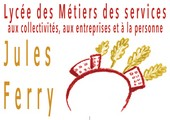 Lycée des Métiers des services
aux collectivités, aux entreprises et à la personne
Jules
Ferry